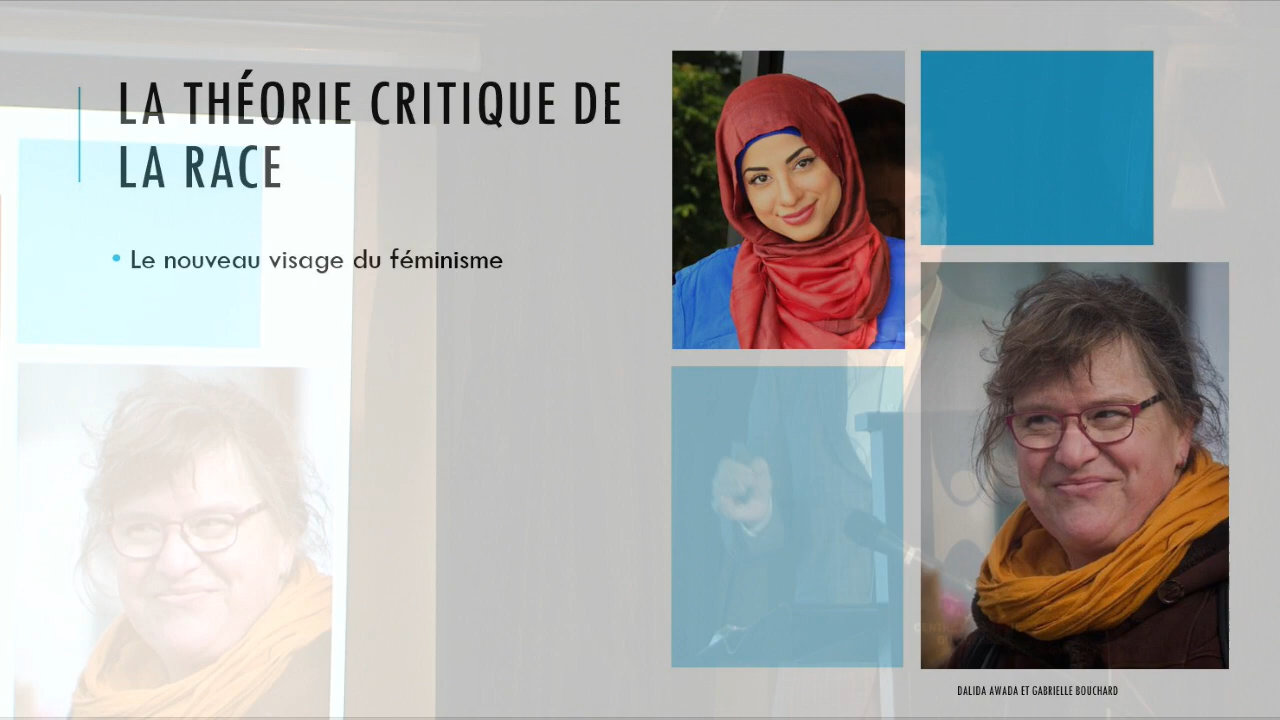 LA THÉORIE CRITIQUE DE
LA RACE
• Le nouveau visage du féminisme
DALIDA AWADA ET GABRIELLE BOUCHARD